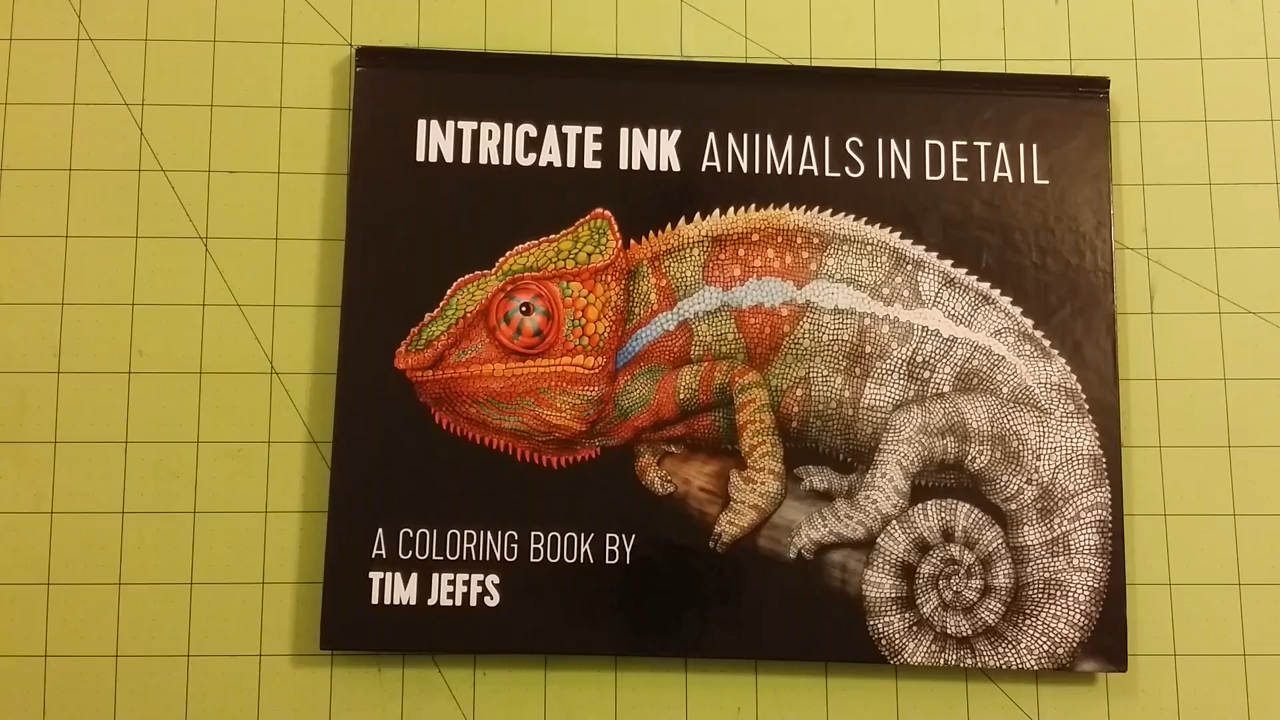 INTRICATE INK ANIMALS IN DETAIL
A COLORING BOOK BY
TIM JEFFS